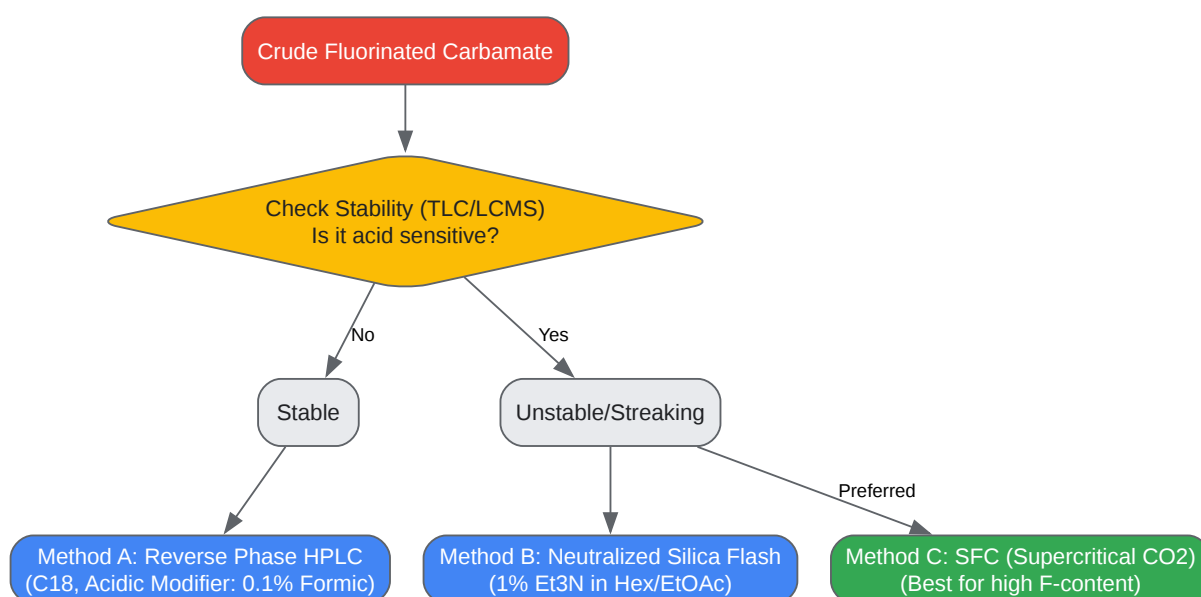 Crude Fluorinated Carbamate
Check Stability (TLC/LCMS)
Is it acid sensitive?
No
Yes
Stable
Unstable/Streaking
Preferred
Method A: Reverse Phase HPLC
(C18, Acidic Modifier: 0.1% Formic)
Method B: Neutralized Silica Flash
(1% Et3N in Hex/EtOAc)
Method C: SFC (Supercritical CO2)
(Best for high F-content)